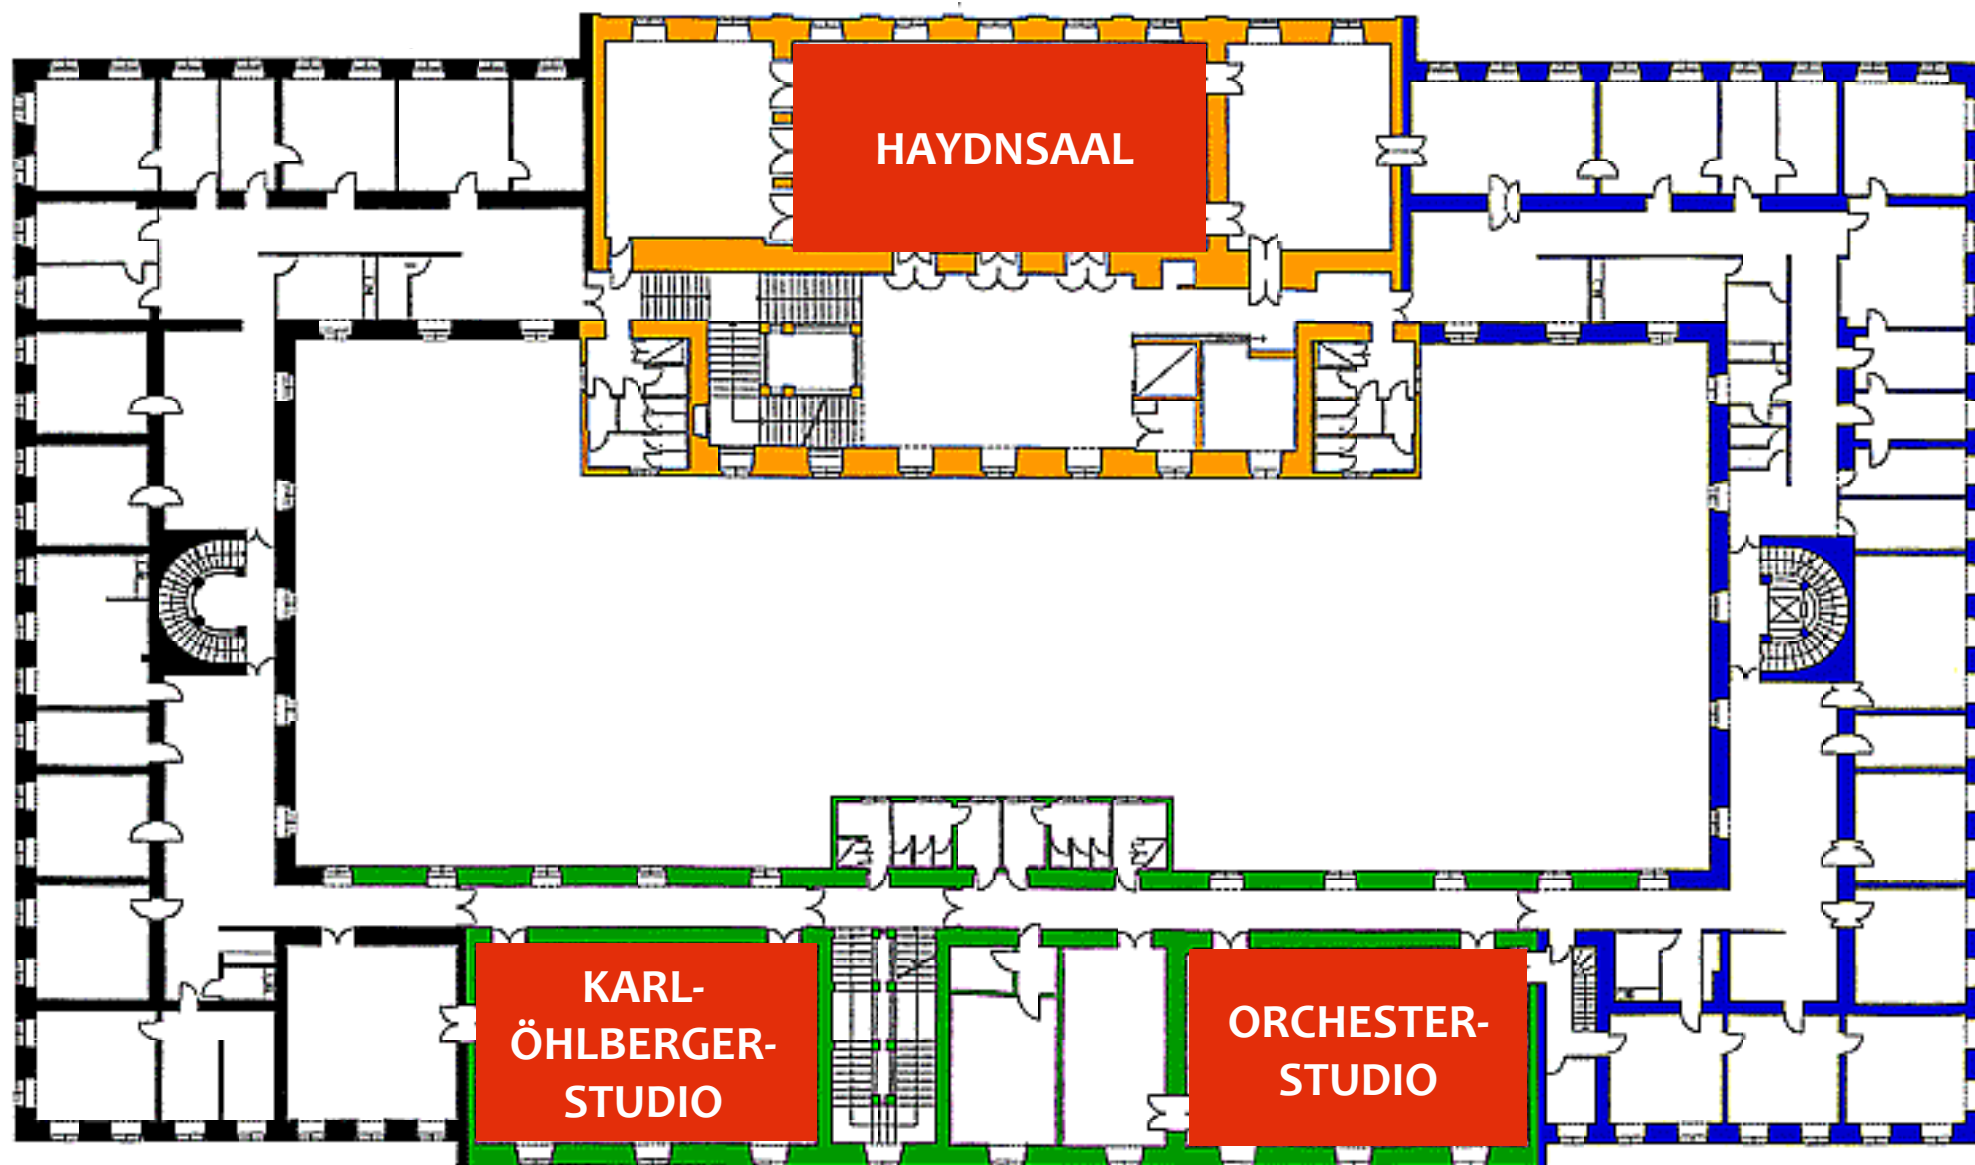 HAYDNSAAL
KARL-
ÖHLBERGER-
STUDIO
ORCHESTER-
STUDIO